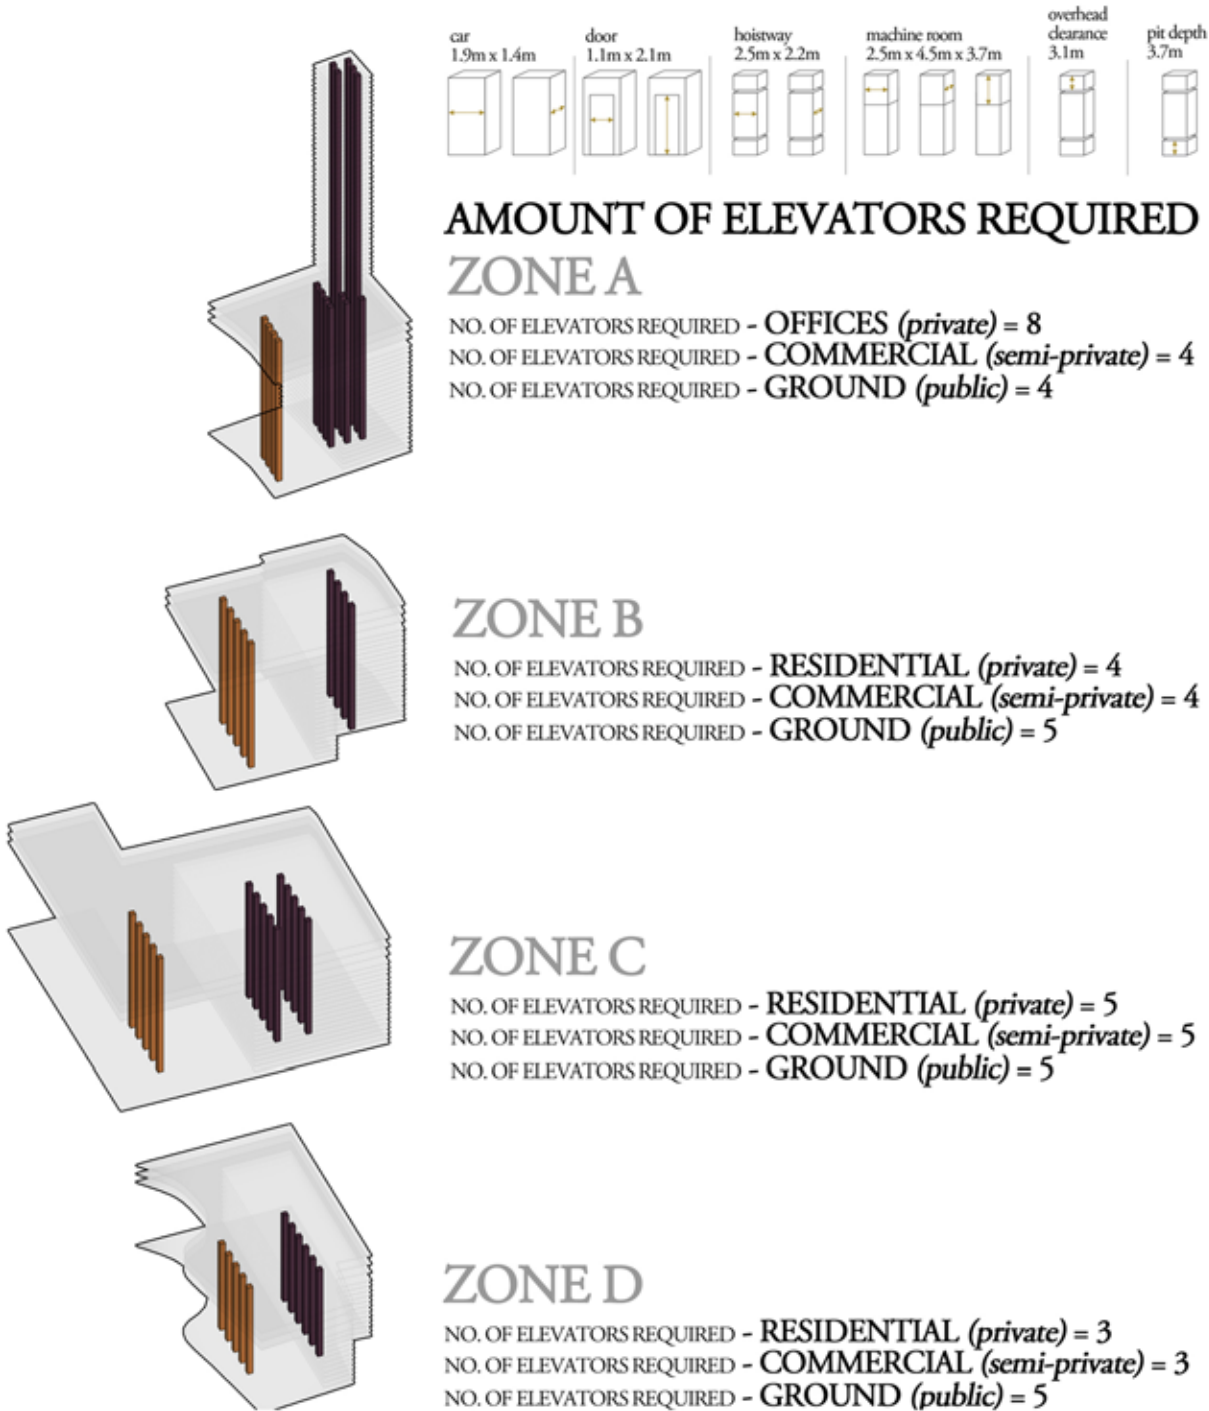 car
1.9m x 1.4m
door
1.1m x 2.1m
hoistway
2.5m x 2.2m
machine room
2.5m x 4.5m x 3.7m
overhead
clearance
3.1m
pit depth
3.7m
AMOUNT OF ELEVATORS REQUIRED
ZONE A
NO. OF ELEVATORS REQUIRED - OFFICES (private) = 8
NO. OF ELEVATORS REQUIRED - COMMERCIAL (semi-private) = 4
NO. OF ELEVATORS REQUIRED - GROUND (public) = 4
ZONE B
NO. OF ELEVATORS REQUIRED - RESIDENTIAL (private) = 4
NO. OF ELEVATORS REQUIRED - COMMERCIAL (semi-private) = 4
NO. OF ELEVATORS REQUIRED - GROUND (public) = 5
ZONE C
NO. OF ELEVATORS REQUIRED - RESIDENTIAL (private) = 5
NO. OF ELEVATORS REQUIRED - COMMERCIAL (semi-private) = 5
NO. OF ELEVATORS REQUIRED - GROUND (public) = 5
ZONE D
NO. OF ELEVATORS REQUIRED - RESIDENTIAL (private) = 3
NO. OF ELEVATORS REQUIRED - COMMERCIAL (semi-private) = 3
NO. OF ELEVATORS REQUIRED - GROUND (public) = 5